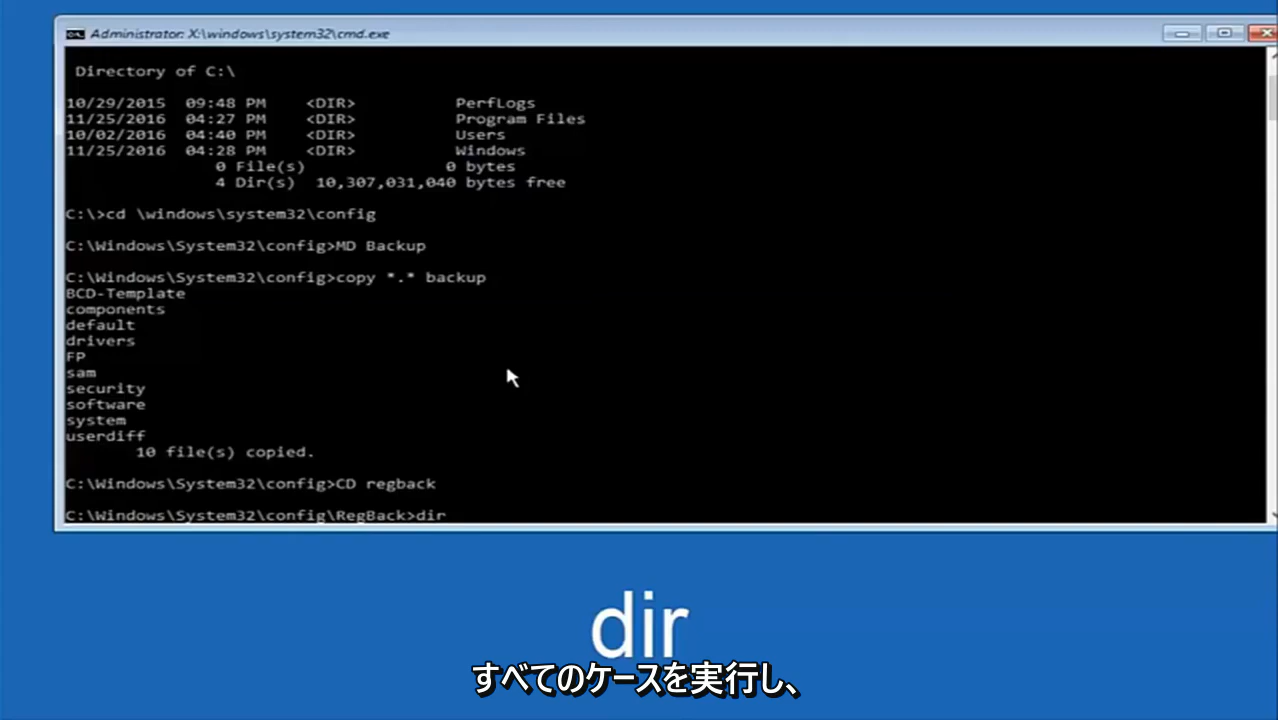 Administrator: X:\windows\system32\cmd.exe
Directory of C:\
10/29/2015 09:48 PM <DIR> PerfLogs
11/25/2016 04:27 PM <DIR> Program Files
10/02/2016 04:40 PM <DIR> Users
11/25/2016 04:28 PM <DIR> Windows
0 File(s) 0 bytes
4 Dir(s) 10,307,031,040 bytes free
C:\>cd \windows\system32\config
C:\Windows\System32\config>MD Backup
C:\Windows\System32\config>copy *.* backup
BCD-Template
components
default
drivers
FP
sam
security
software
system
userdiff
10 file(s) copied.
C:\Windows\System32\config>CD regback
C:\Windows\System32\config\RegBack>dir
dir
すべてのケースを実行し、